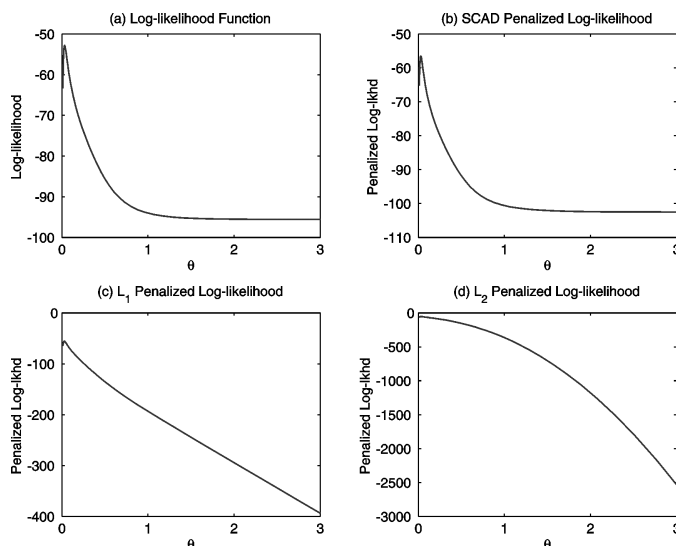 (a) Log-likelihood Function
-50
-60
-70
-80
-90
-100
Log-likelihood
0 1 2 3
θ
(b) SCAD Penalized Log-likelihood
-50
-60
-70
-80
-90
-100
-110
Penalized Log-lkhd
0 1 2 3
θ
(c) L1 Penalized Log-likelihood
0
-100
-200
-300
-400
Penalized Log-lkhd
0 1 2 3
θ
(d) L2 Penalized Log-likelihood
0
-500
-1000
-1500
-2000
-2500
-3000
Penalized Log-lkhd
0 1 2 3
θ